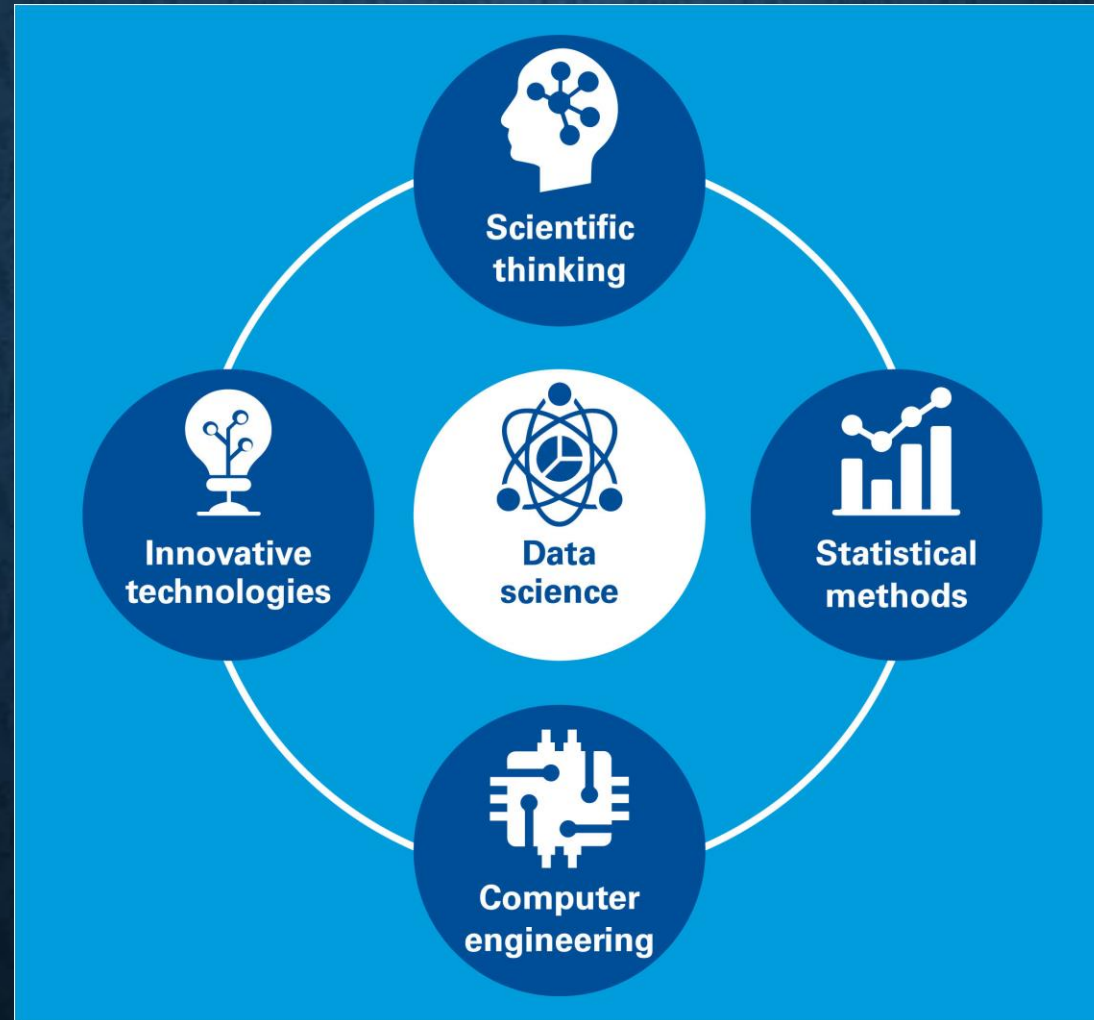 Scientific
thinking
Innovative
technologies
Data
science
Statistical
methods
Computer
engineering